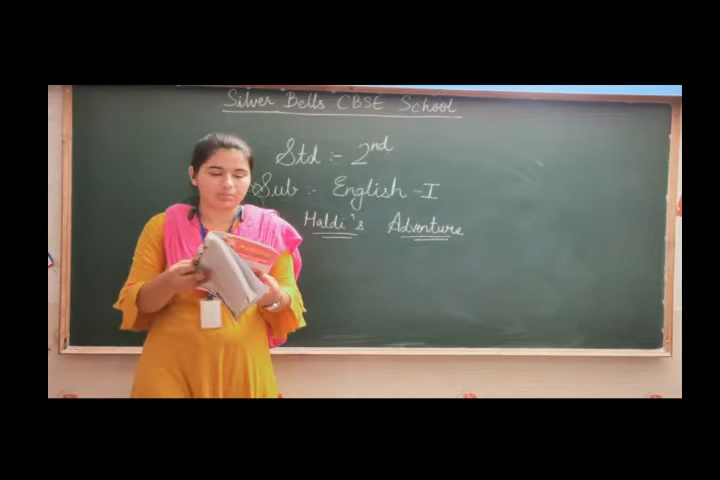 Silver Bells CBSE School
Std :- 2nd
Sub :- English - I
Haldi's Adventure